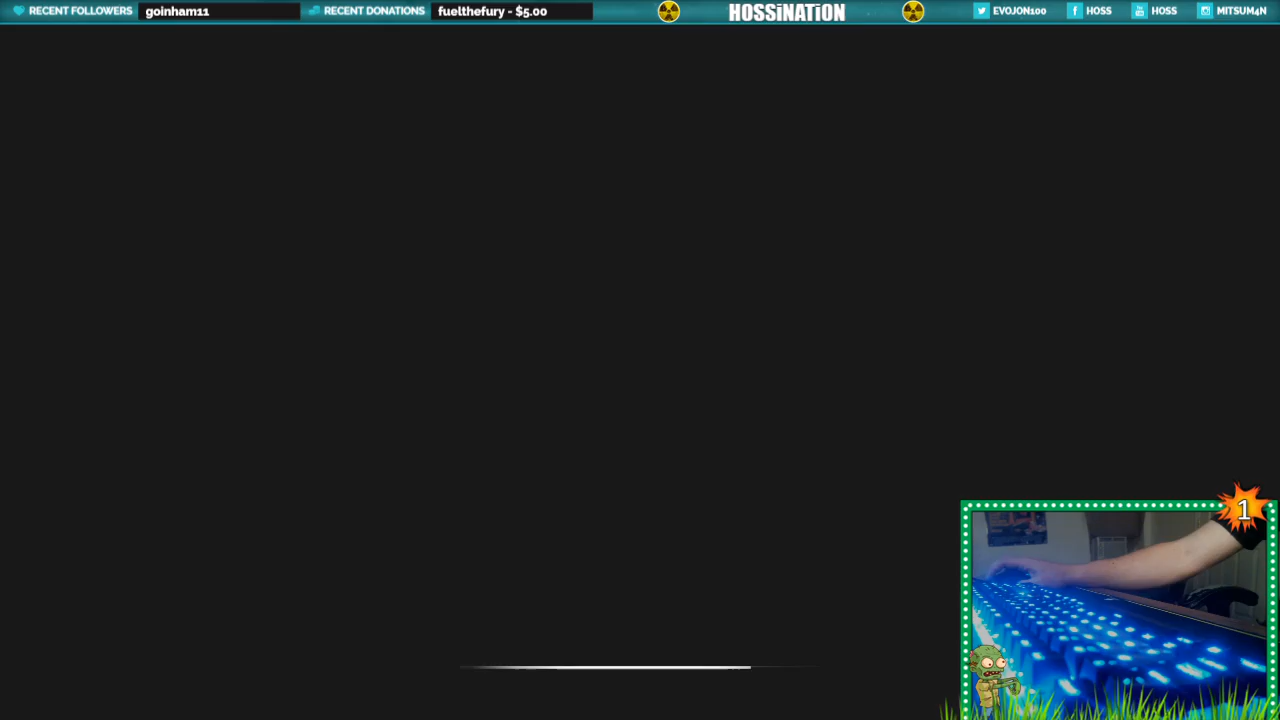 RECENT FOLLOWERS goinham11 RECENT DONATIONS fuelthefury - $5.00 HOSSiNATiON EVOJON100 HOSS HOSS MITSUM4N
1